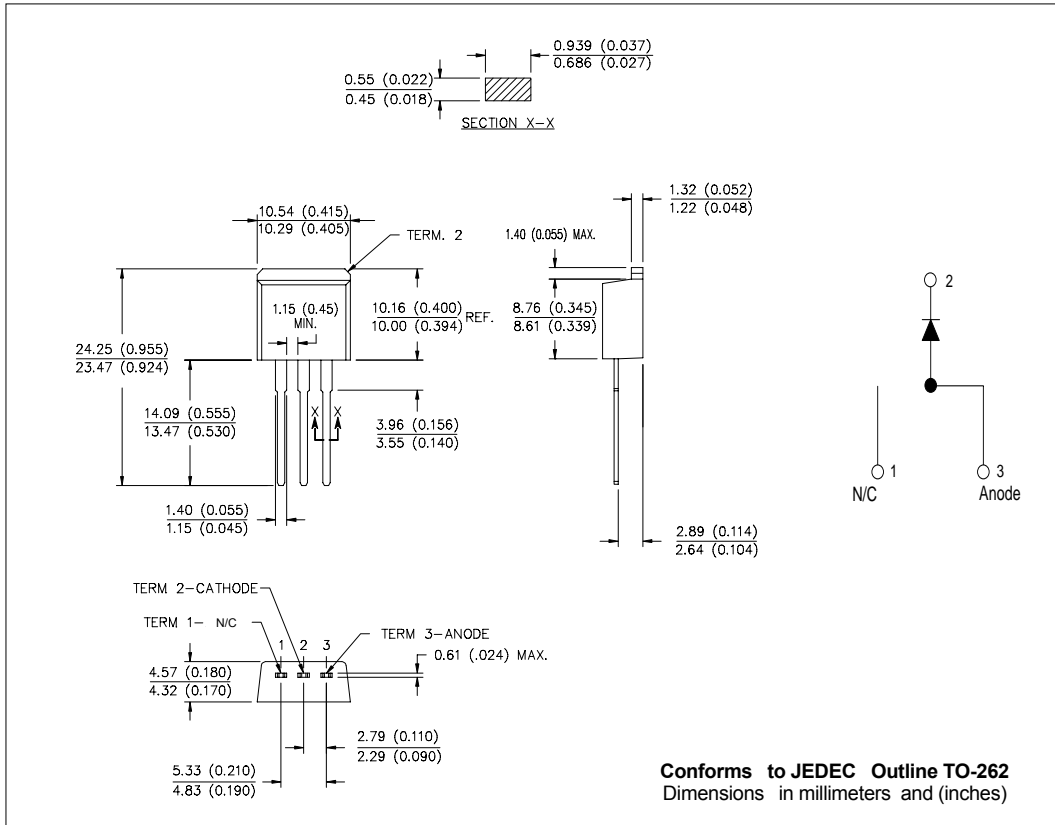 0.939 (0.037)
0.686 (0.027)
0.55 (0.022)
0.45 (0.018)
SECTION X-X
1.32 (0.052)
1.22 (0.048)
10.54 (0.415)
10.29 (0.405)
TERM. 2
1.40 (0.055) MAX.
2
1.15 (0.45)
MIN.
10.16 (0.400)
10.00 (0.394)
REF.
8.76 (0.345)
8.61 (0.339)
24.25 (0.955)
23.47 (0.924)
14.09 (0.555)
13.47 (0.530)
X X
3.96 (0.156)
3.55 (0.140)
1
N/C
3
Anode
1.40 (0.055)
1.15 (0.045)
2.89 (0.114)
2.64 (0.104)
TERM 2-CATHODE
TERM 1- N/C
TERM 3-ANODE
1 2 3
0.61 (.024) MAX.
4.57 (0.180)
4.32 (0.170)
2.79 (0.110)
2.29 (0.090)
5.33 (0.210)
4.83 (0.190)
Conforms to JEDEC Outline TO-262
Dimensions in millimeters and (inches)